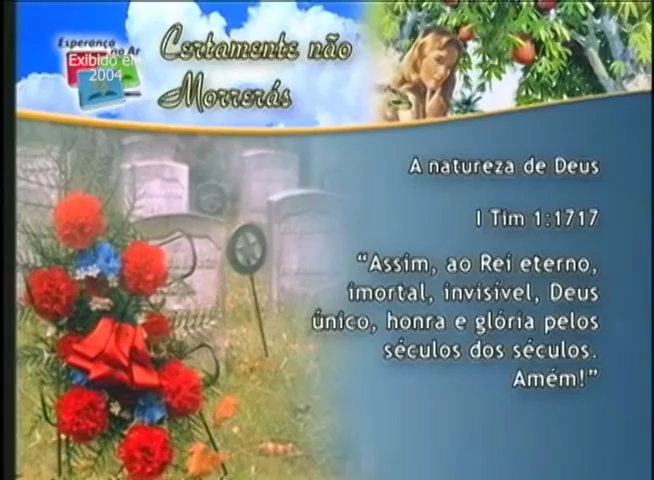 Esperança
no Ar
Exibido e
2004
Certamente não
Morrerás
A natureza de Deus
I Tim 1:1717
“Assim, ao Rei eterno,
imortal, invisível, Deus
único, honra e glória pelos
séculos dos séculos.
Amém!”